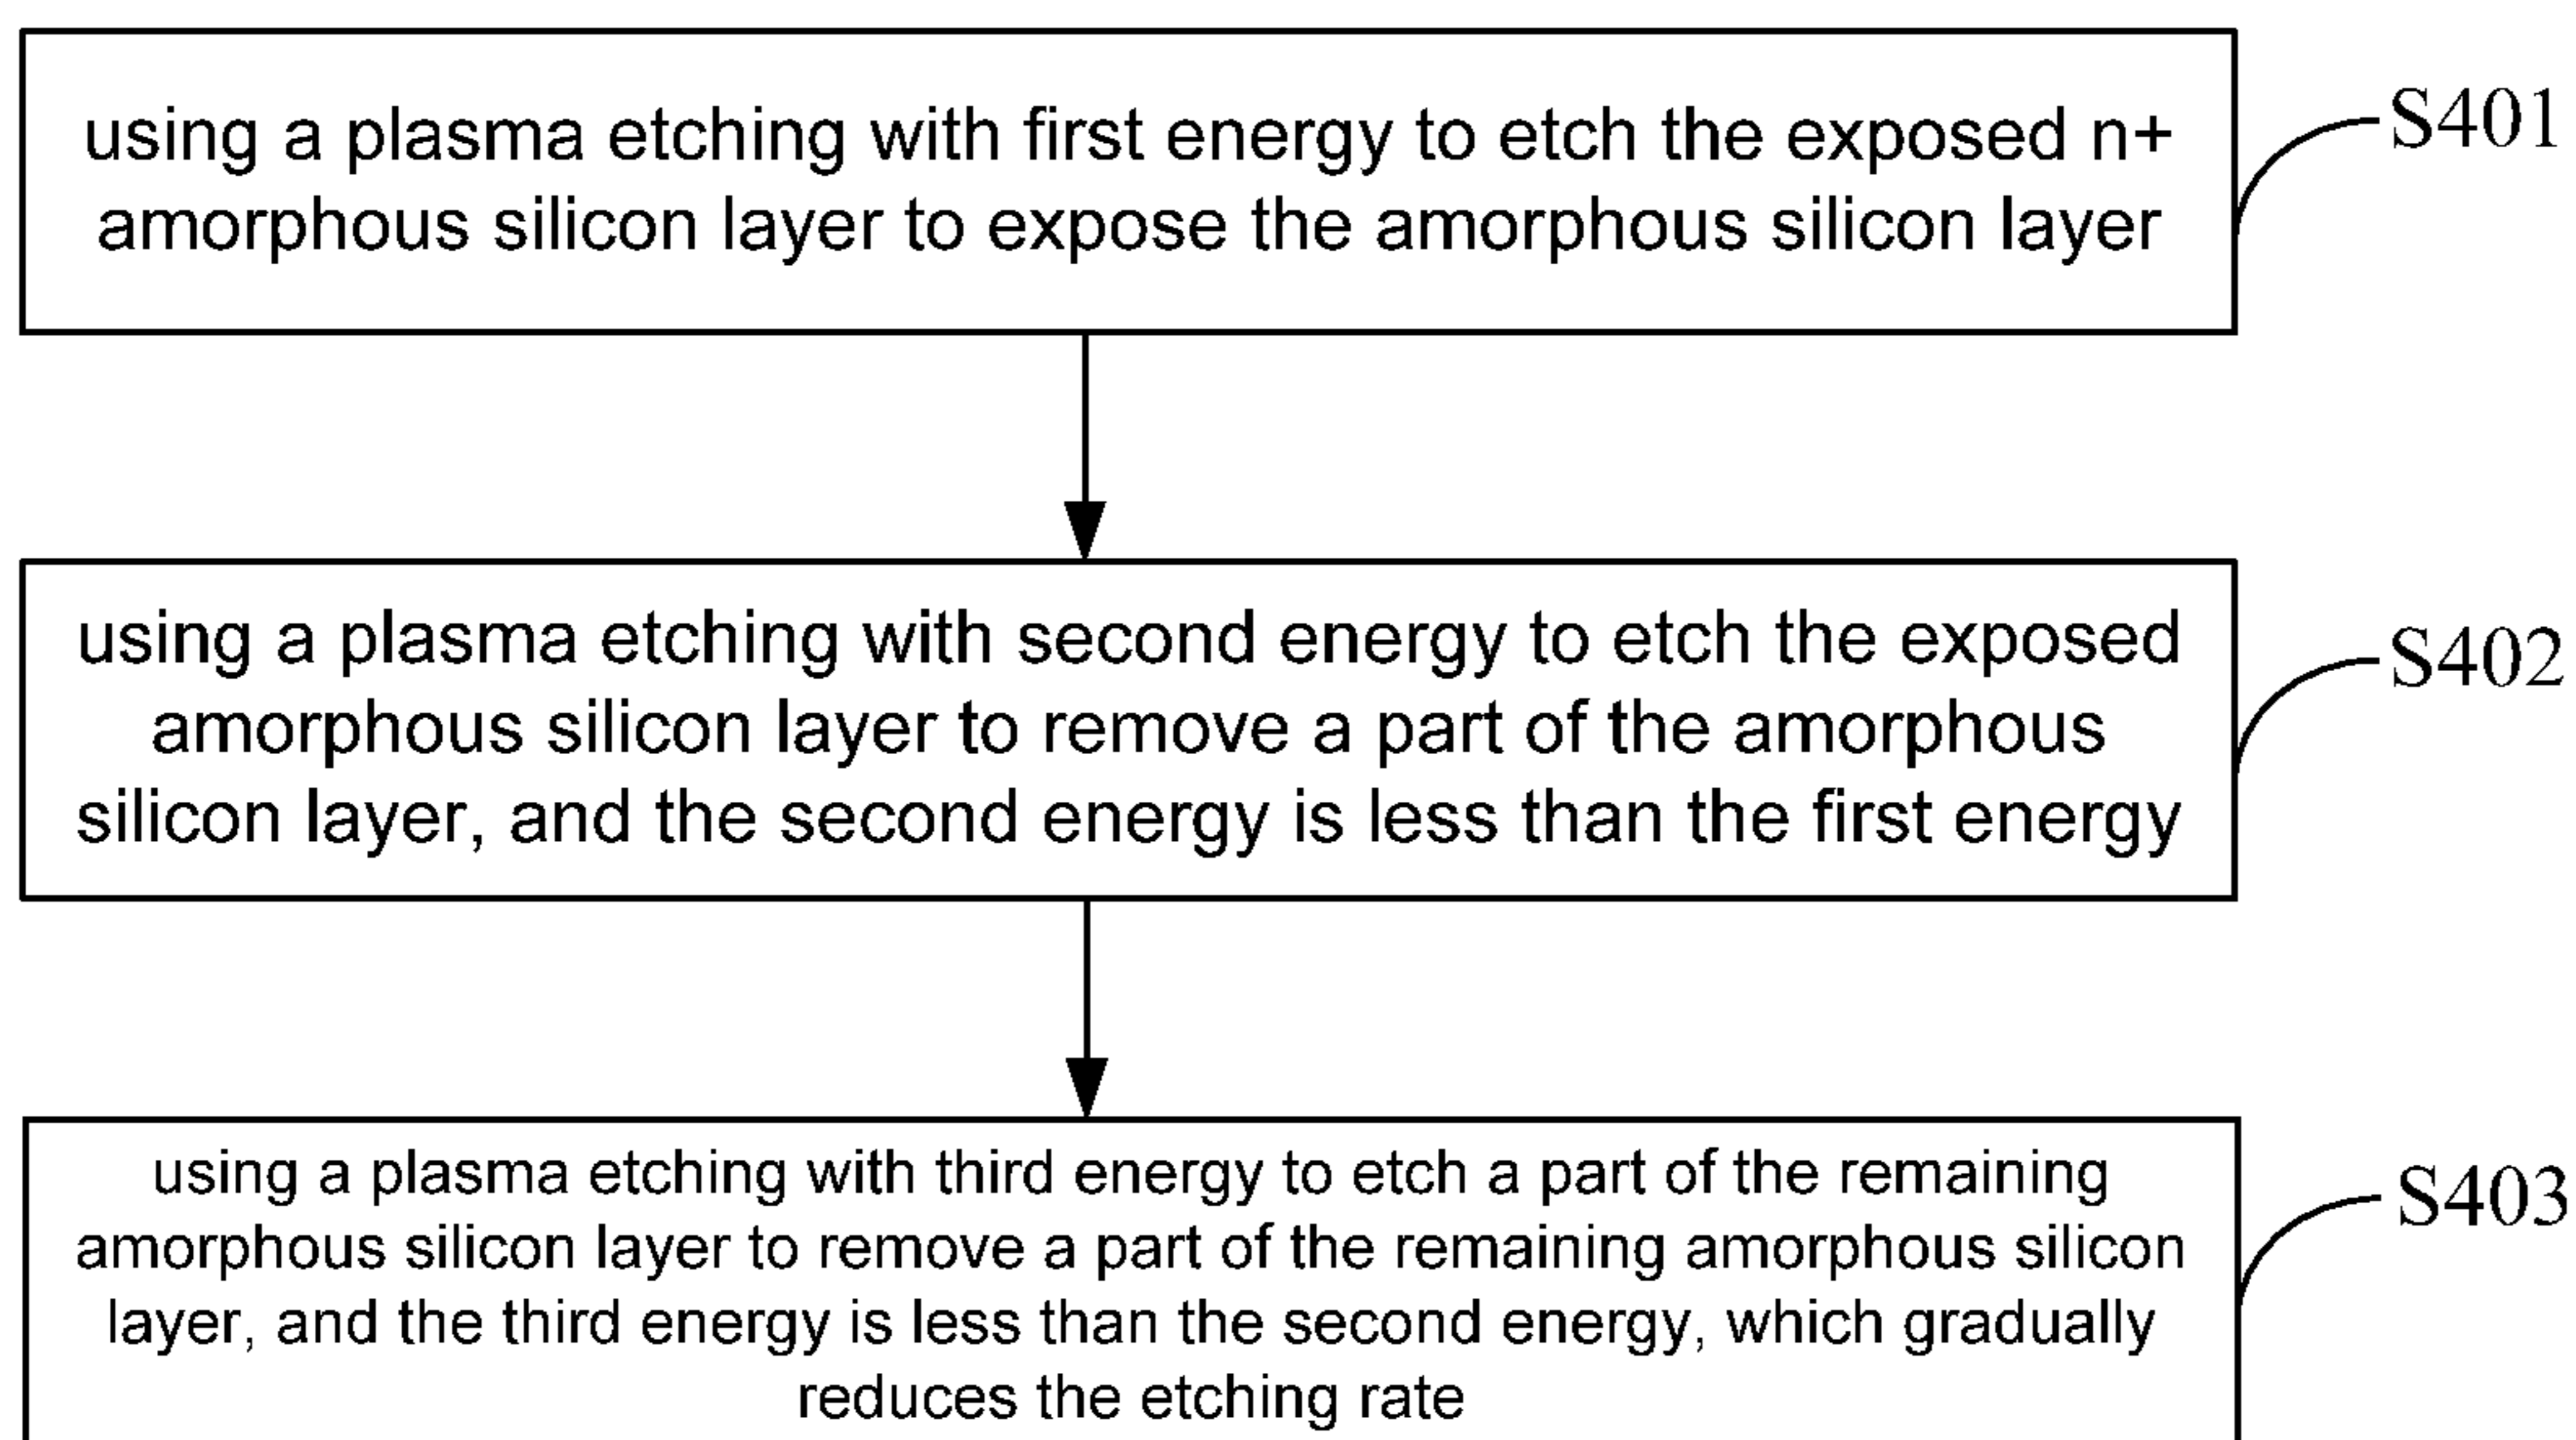 using a plasma etching with first energy to etch the exposed n+
amorphous silicon layer to expose the amorphous silicon layer
S401
using a plasma etching with second energy to etch the exposed
amorphous silicon layer to remove a part of the amorphous
silicon layer, and the second energy is less than the first energy
S402
using a plasma etching with third energy to etch a part of the remaining
amorphous silicon layer to remove a part of the remaining amorphous silicon
layer, and the third energy is less than the second energy, which gradually
reduces the etching rate
S403